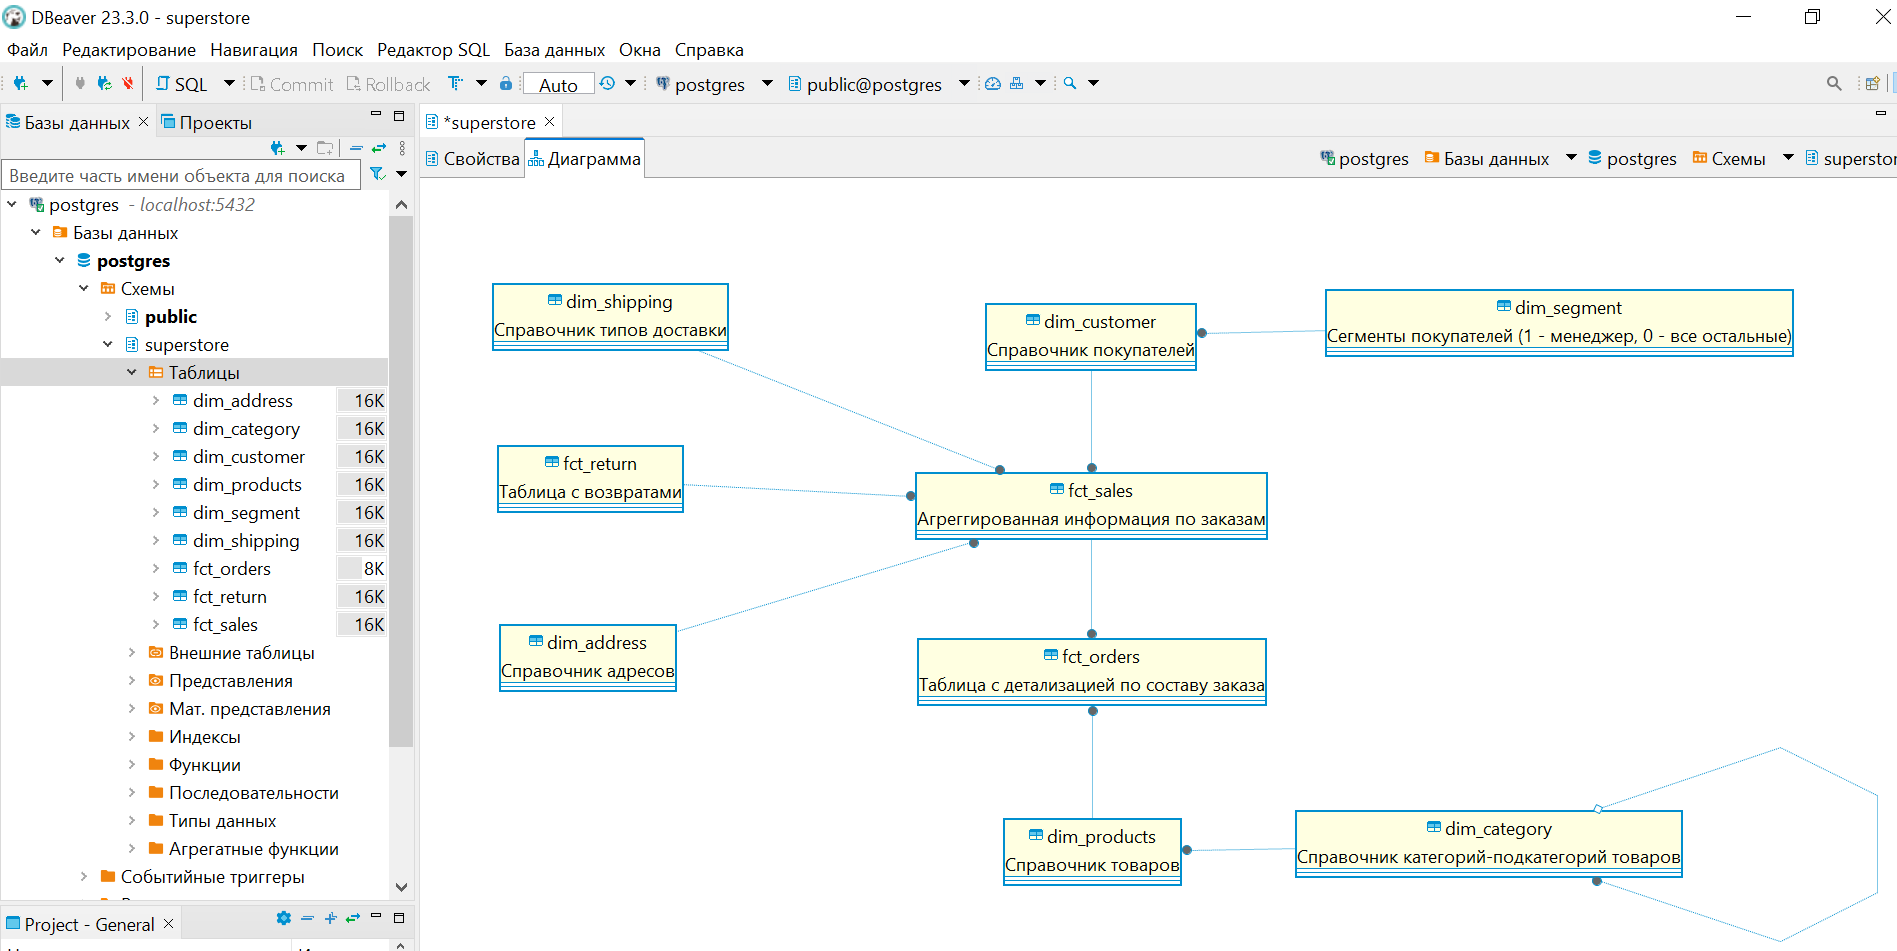 DBeaver 23.3.0 - superstore
Файл Редактирование Навигация Поиск Редактор SQL База данных Окна Справка
SQL Commit Rollback Auto postgres public@postgres
Базы данных Проекты
*superstore
Свойства Диаграмма postgres Базы данных postgres Схемы superstor
Введите часть имени объекта для поиска
postgres - localhost:5432
Базы данных
postgres
Схемы
public
superstore
Таблицы
dim_address 16K
dim_category 16K
dim_customer 16K
dim_products 16K
dim_segment 16K
dim_shipping 16K
fct_orders 8K
fct_return 16K
fct_sales 16K
Внешние таблицы
Представления
Мат. представления
Индексы
Функции
Последовательности
Типы данных
Агрегатные функции
Событийные триггеры
Project - General
dim_shipping
Справочник типов доставки
dim_customer
Справочник покупателей
dim_segment
Сегменты покупателей (1 - менеджер, 0 - все остальные)
fct_return
Таблица с возвратами
fct_sales
Агреггированная информация по заказам
dim_address
Справочник адресов
fct_orders
Таблица с детализацией по составу заказа
dim_products
Справочник товаров
dim_category
Справочник категорий-подкатегорий товаров